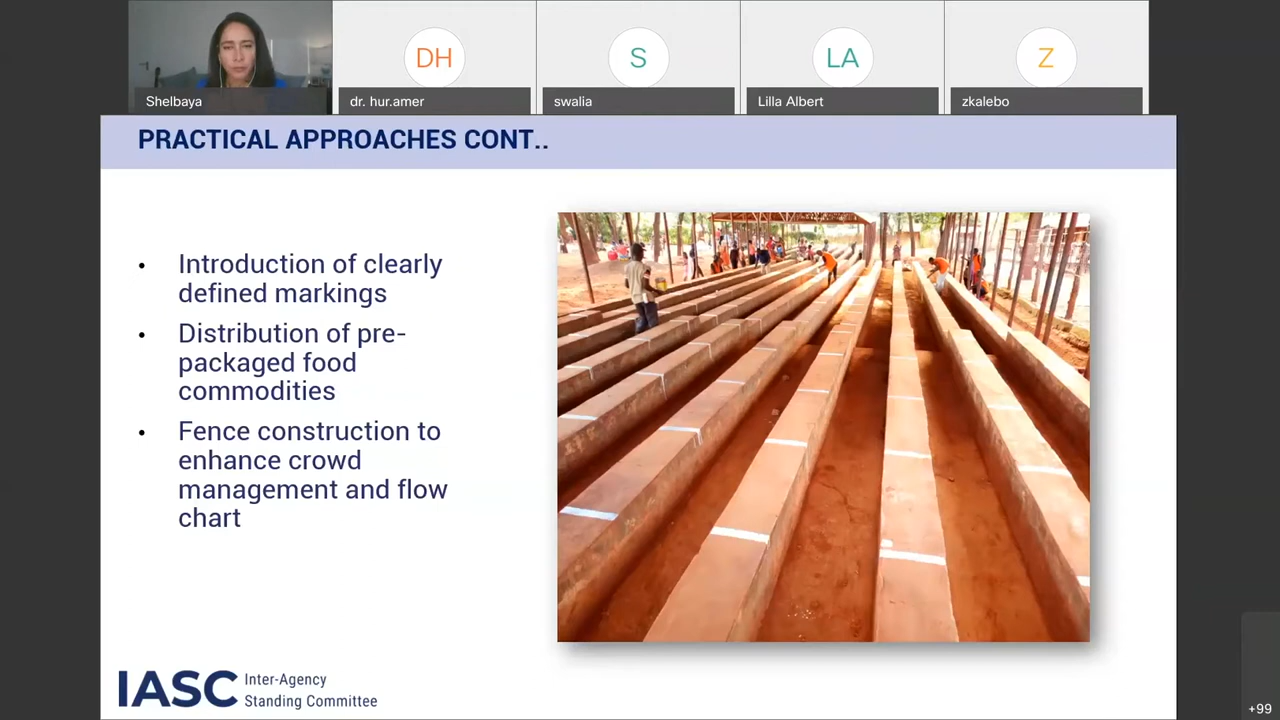 DH
S
LA
Z
Shelbaya
dr. hur.amer
swalia
Lilla Albert
zkalebo
PRACTICAL APPROACHES CONT..
• Introduction of clearly
defined markings
• Distribution of pre-
packaged food
commodities
• Fence construction to
enhance crowd
management and flow
chart
IASC
Inter-Agency
Standing Committee
+99